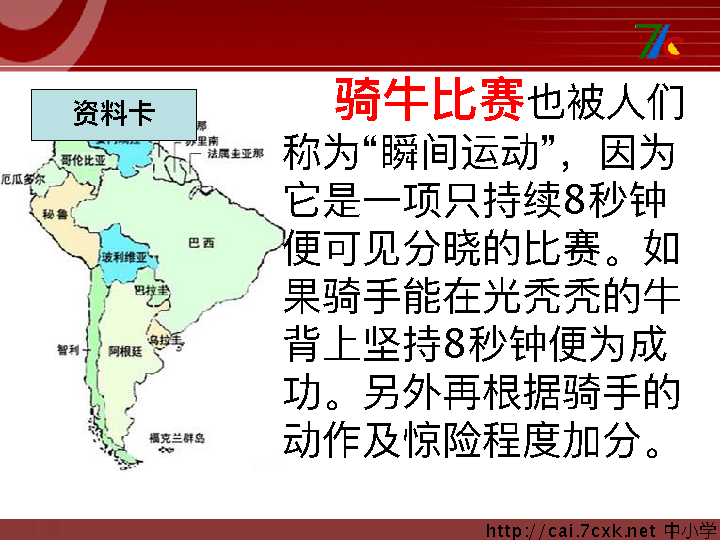 资料卡
骑牛比赛也被人们
称为“瞬间运动”，因为
它是一项只持续8秒钟
便可见分晓的比赛。如
果骑手能在光秃秃的牛
背上坚持8秒钟便为成
功。另外再根据骑手的
动作及惊险程度加分。
那
苏里南
法属圭亚那
哥伦比亚
厄瓜多尔
秘鲁
巴西
玻利维亚
巴拉圭
乌拉圭
智利
阿根廷
福克兰群岛
7c
http://cai.7cxk.net 中小学